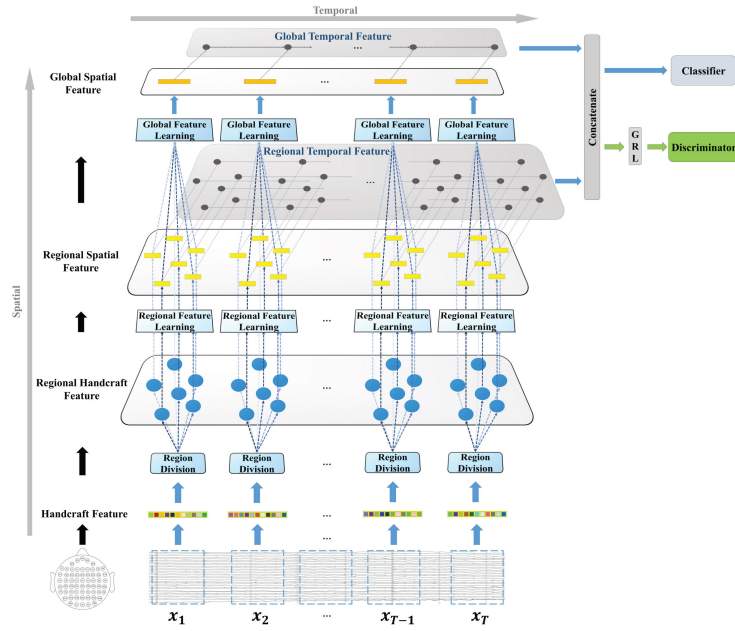 Temporal
Global Temporal Feature
...
Global Spatial
Feature
...
Classifier
Global Feature
Learning
Global Feature
Learning
...
Global Feature
Learning
Global Feature
Learning
Concatenate
G
R
L
Discriminator
Regional Temporal Feature
...
Regional Spatial
Feature
...
Spatial
Regional Feature
Learning
Regional Feature
Learning
...
Regional Feature
Learning
Regional Feature
Learning
Regional Handcraft
Feature
...
Region
Division
Region
Division
...
Region
Division
Region
Division
Handcraft Feature
...
...
x1
x2
...
xT−1
xT